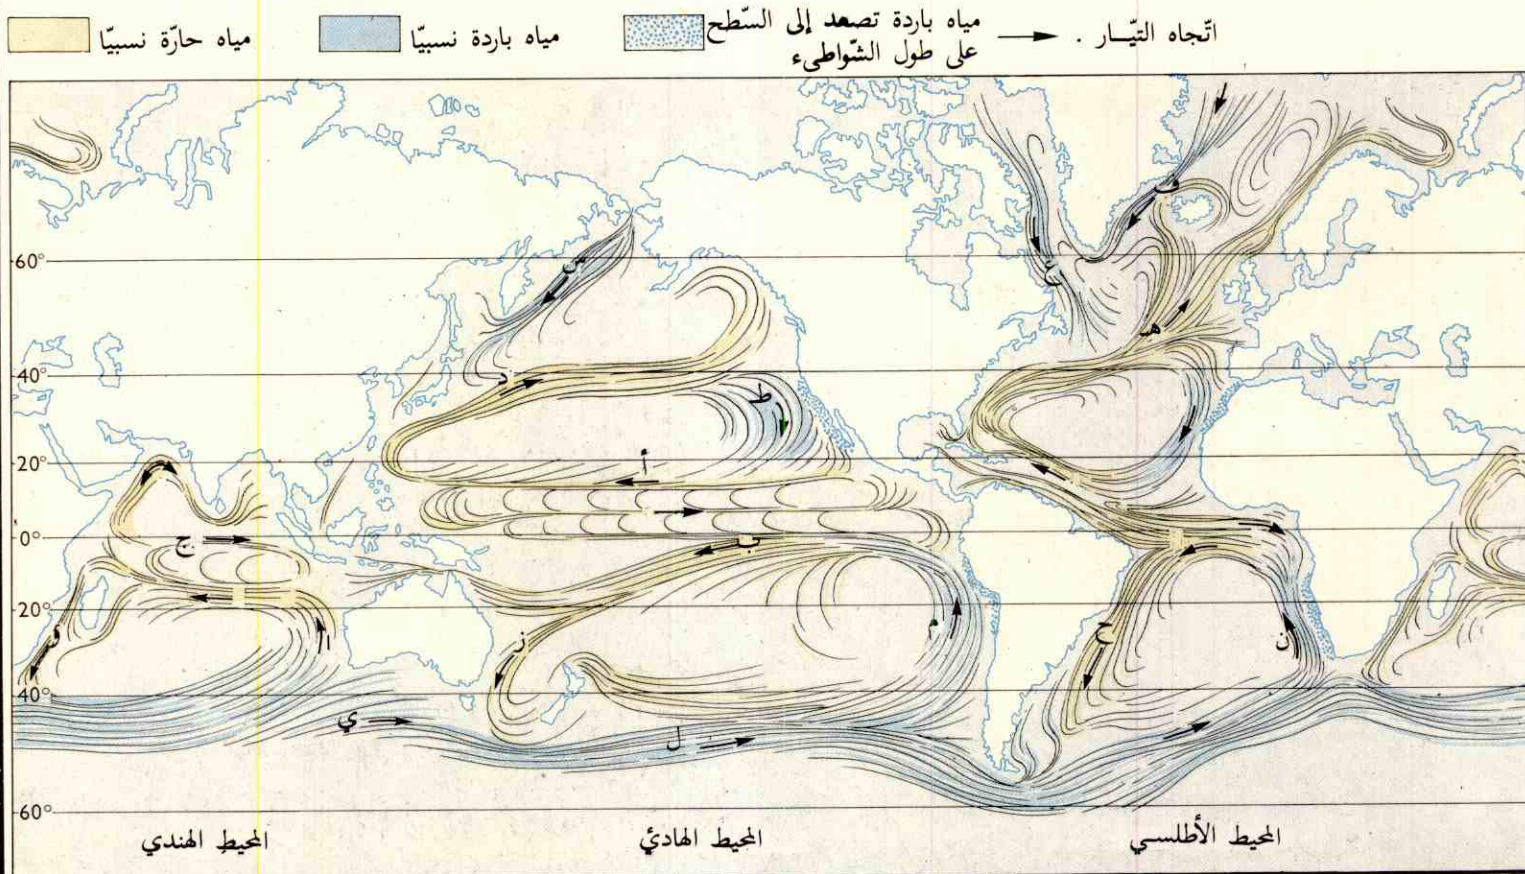 اتّجاه التيّـار .
مياه باردة تصعد إلى السّطح
على طول الشّواطىء
مياه باردة نسبيّا
مياه حارّة نسبيّا
ف
60°
س
ع
هـ
40°
د
ط
20°
أ
0°
ج
ب
20°
و
ز
م
ح
ن
40°
ي
ل
60°
المحيط الأطلسي
المحيط الهادئ
المحيط الهندي